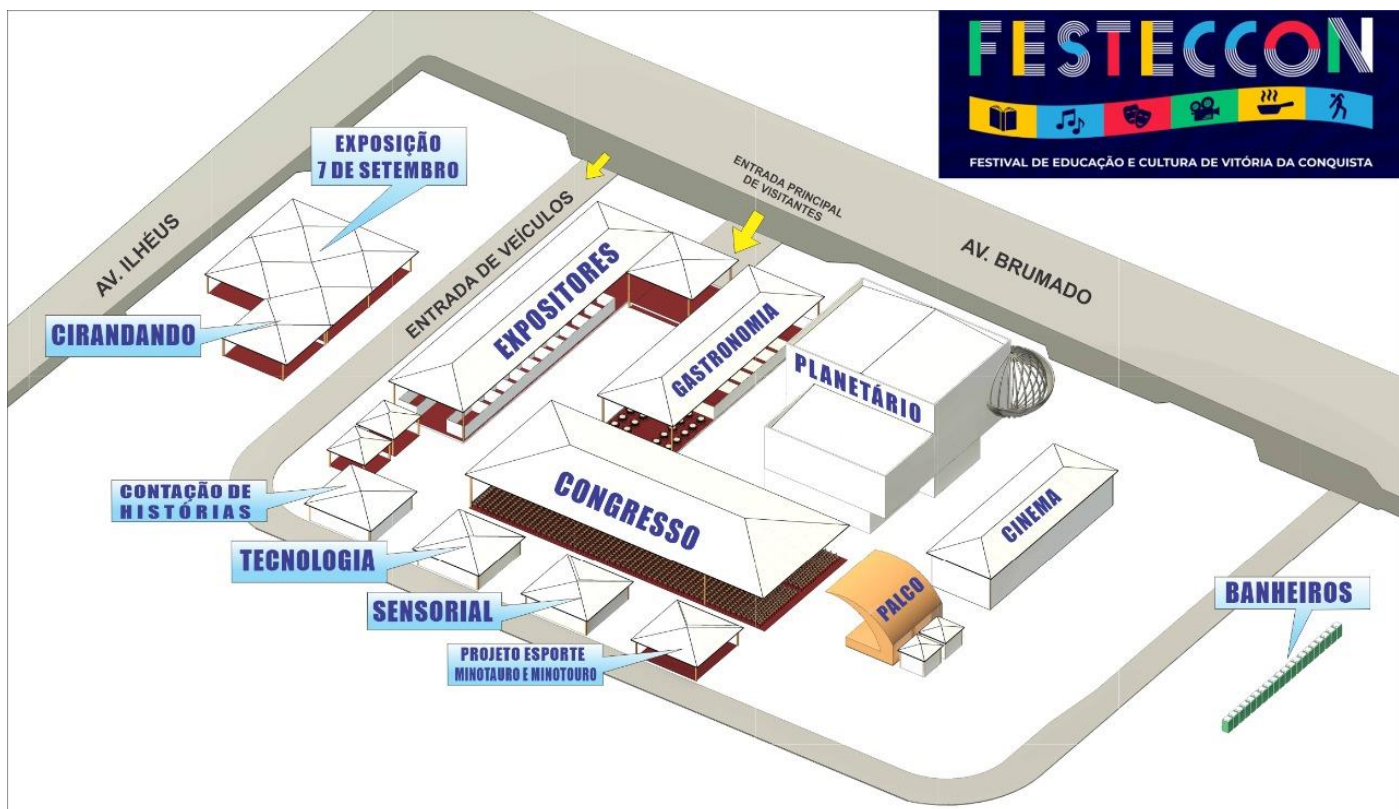 FESTECCON
FESTIVAL DE EDUCAÇÃO E CULTURA DE VITÓRIA DA CONQUISTA
EXPOSIÇÃO
7 DE SETEMBRO
ENTRADA PRINCIPAL
DE VISITANTES
AV. ILHÉUS
ENTRADA DE VEÍCULOS
AV. BRUMADO
CIRANDANDO
EXPOSITORES
GASTRONOMIA
PLANETÁRIO
CONTAÇÃO DE
HISTÓRIAS
CONGRESSO
CINEMA
TECNOLOGIA
SENSORIAL
PALCO
BANHEIROS
PROJETO ESPORTE
MINOTAURO E MINOTOURO